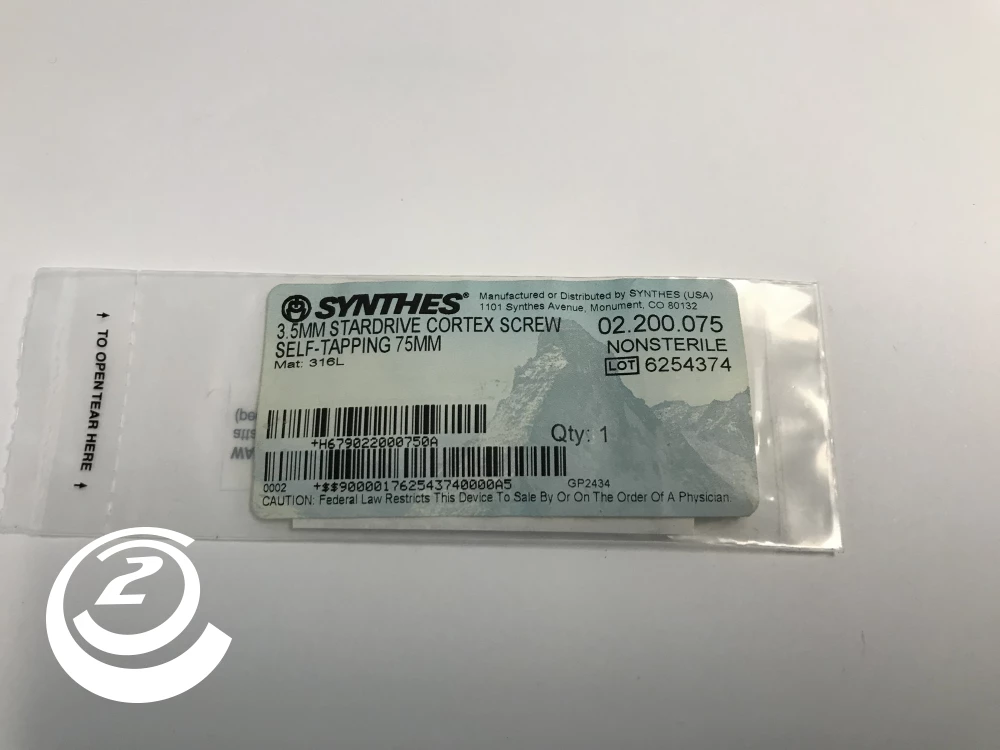 SYNTHES®
Manufactured or Distributed by SYNTHES (USA)
1101 Synthes Avenue, Monument, CO 80132
3.5MM STARDRIVE CORTEX SCREW
SELF-TAPPING 75MM
Mat: 316L
02.200.075
NONSTERILE
LOT 6254374
+H679022000750A
Qty: 1
0002 +$$900001762543740000A5 GP2434
CAUTION: Federal Law Restricts This Device To Sale By Or On The Order Of A Physician.
↑ TO OPEN TEAR HERE ↑
2